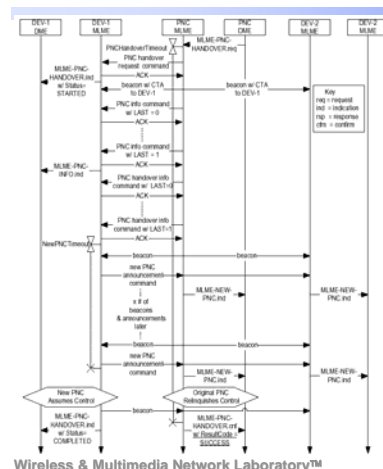 DEV-1 DME
DEV-1 MLME
PNC MLME
PNC DME
DEV-2 MLME
DEV-2 MLME
PNCHandoverTimeout
MLME-PNC-
HANDOVER.req
PNC handover
request command
MLME-PNC-
HANDOVER.ind
w/ Status=
STARTED
ACK
beacon w/ CTA
to DEV-1
beacon w/CTA
to DEV-1
Key
req = request
ind = indication
rsp = response
cfm = confirm
PNC info command
w/ LAST = 0
ACK
PNC info command
w/ LAST = 1
ACK
MLME-PNC-
INFO.ind
PNC handover info
command w/ LAST=0
ACK
PNC handover info
command w/ LAST=1
ACK
NewPNCTimeout
beacon
beacon
new PNC
announcement
command
MLME-NEW-
PNC.ind
MLME-NEW-
PNC.ind
x # of
beacons
& announcements
later
beacon
beacon
new PNC
announcement
command
MLME-NEW-
PNC.ind
MLME-NEW-
PNC.ind
New PNC
Assumes Control
Original PNC
Relinquishes Control
beacon
beacon
MLME-PNC-
HANDOVER.ind
w/ Status=
COMPLETED
MLME-PNC-
HANDOVER.cnf
w/ ResultCode=
SUCCESS
Wireless & Multimedia Network Laboratory™